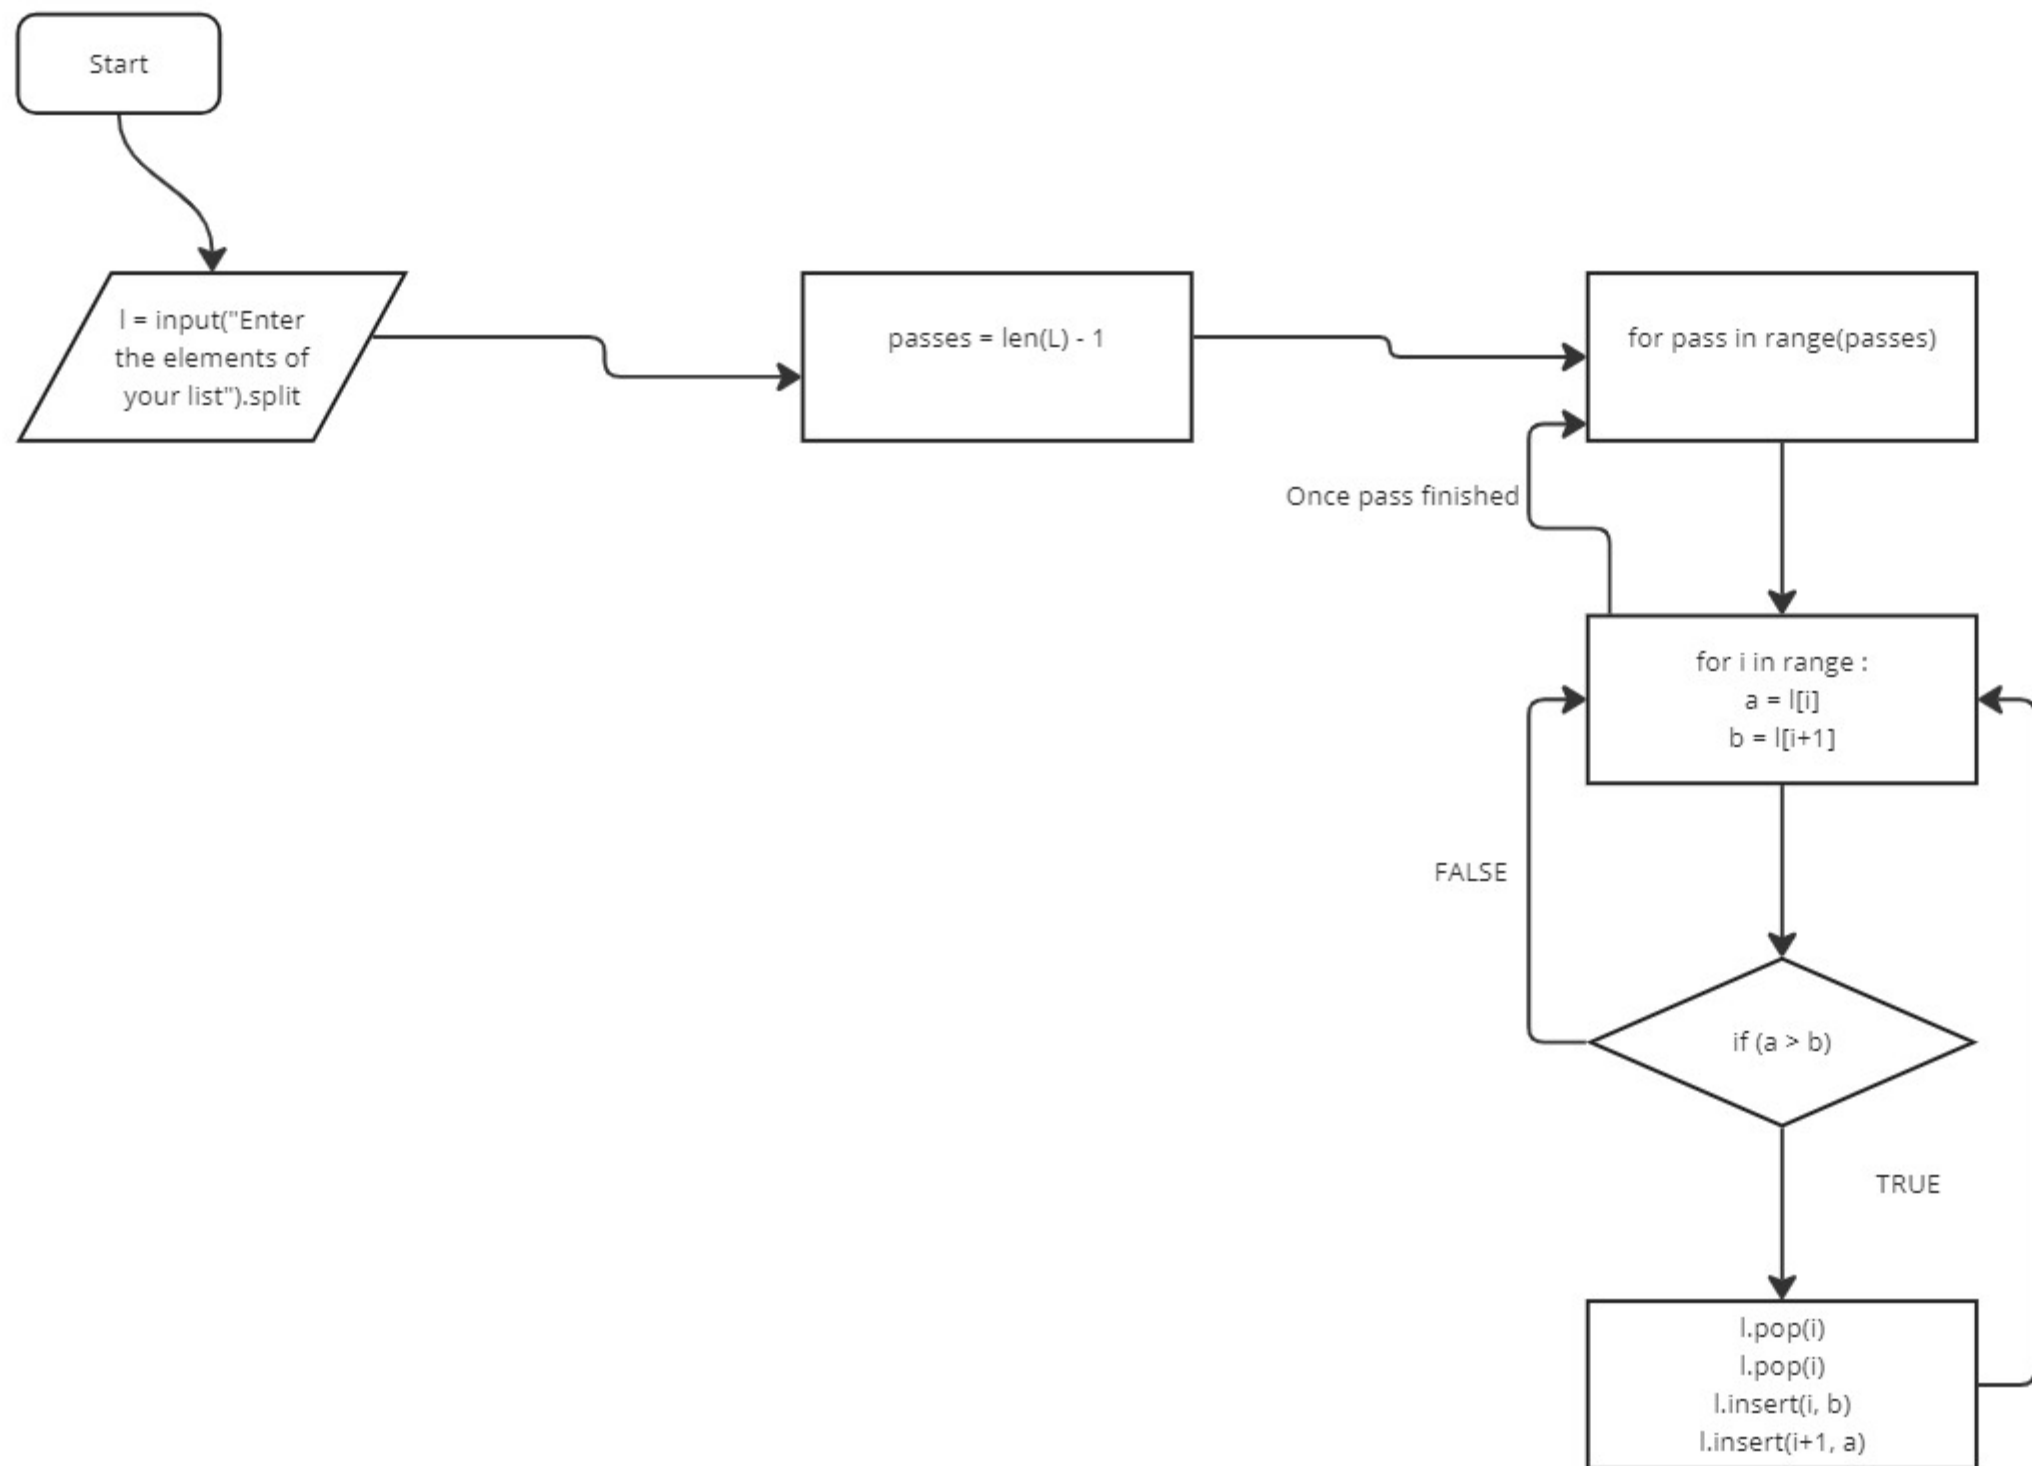 Start
l = input("Enter
the elements of
your list").split
passes = len(L) - 1
for pass in range(passes)
Once pass finished
for i in range :
a = l[i]
b = l[i+1]
FALSE
if (a > b)
TRUE
l.pop(i)
l.pop(i)
l.insert(i, b)
l.insert(i+1, a)